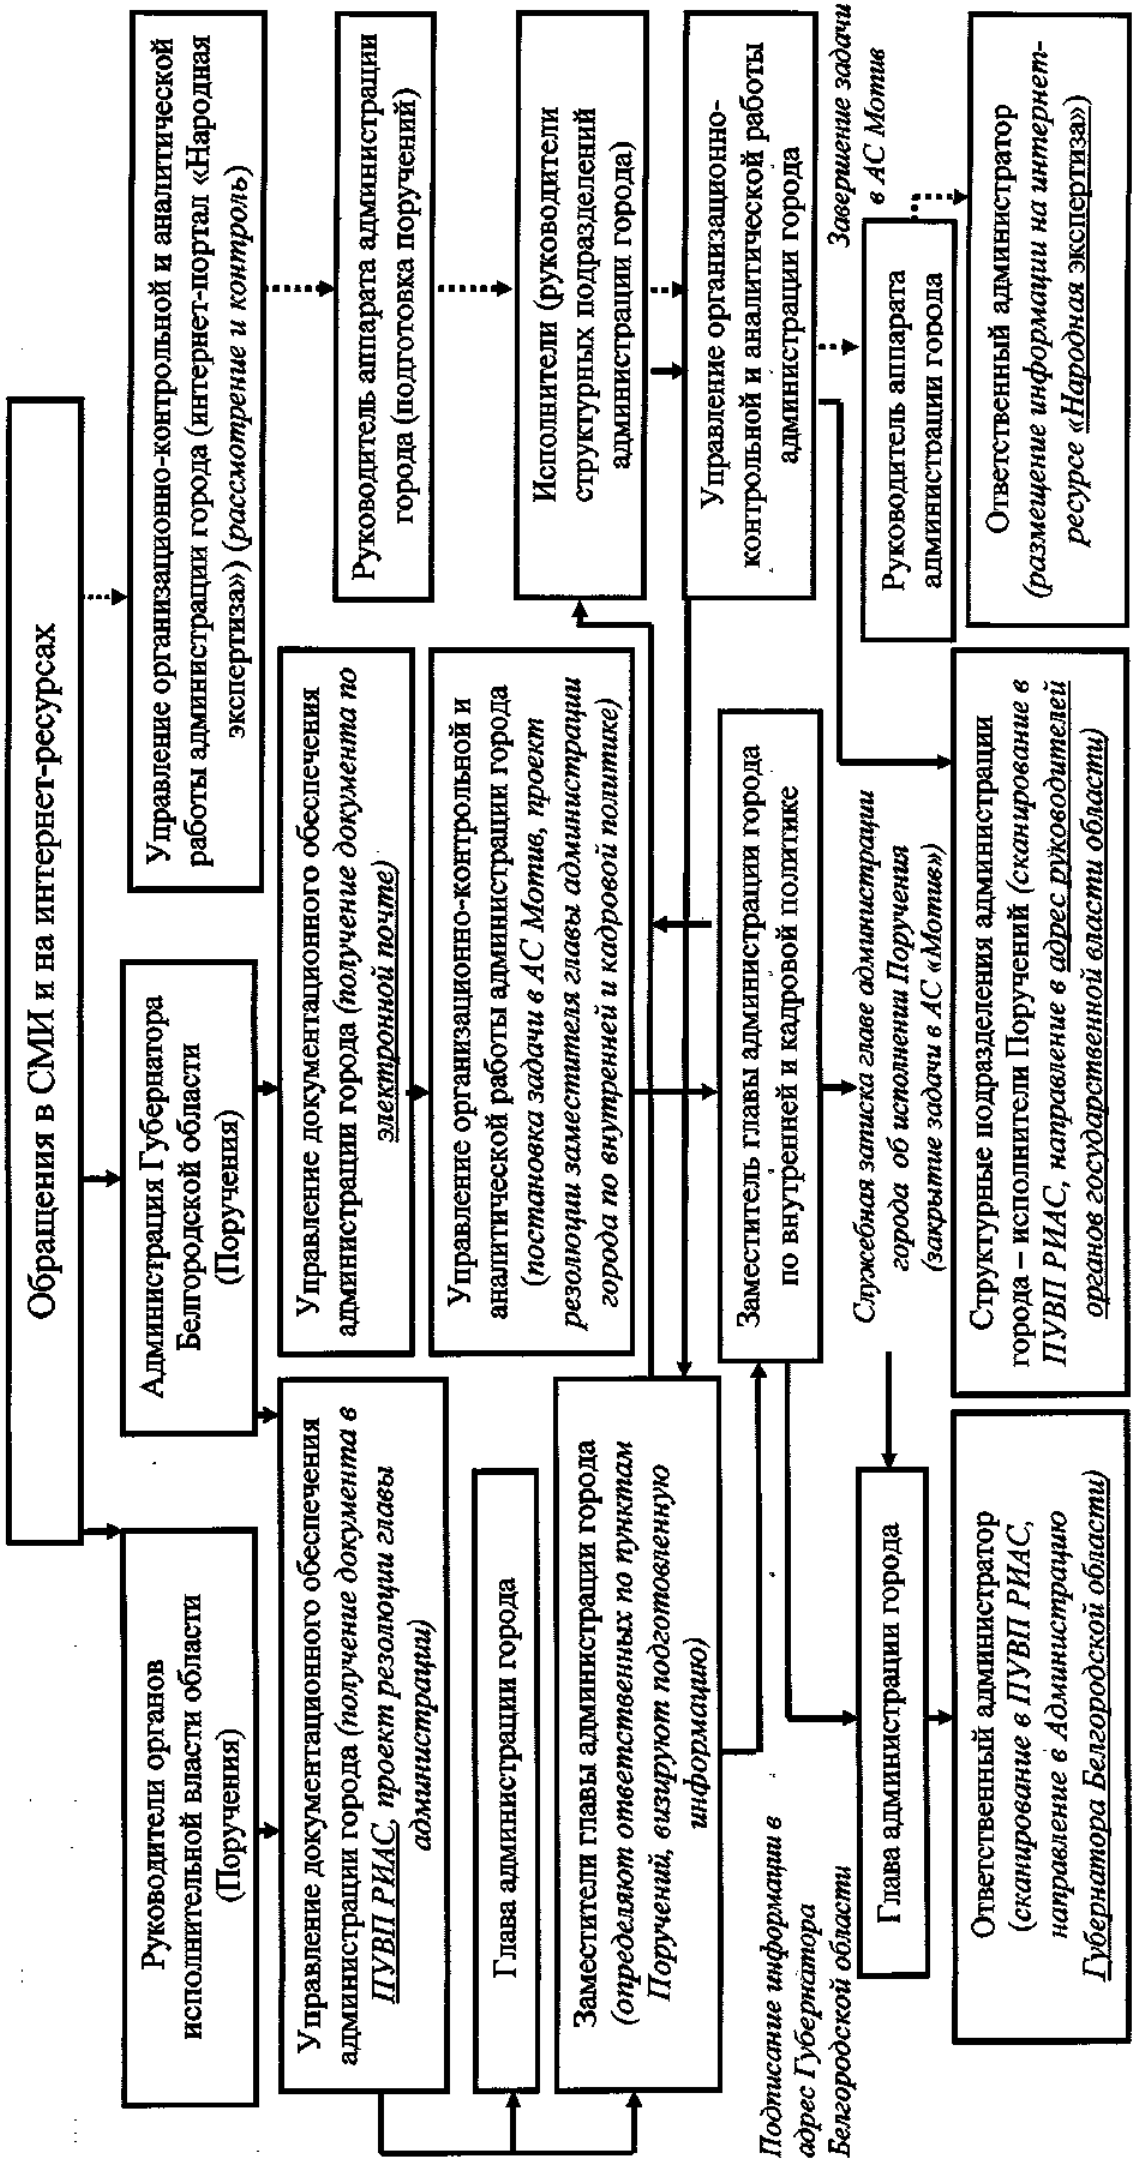 Обращения в СМИ и на интернет-ресурсах
Руководители органов
исполнительной власти области
(Поручения)
Администрация Губернатора
Белгородской области
(Поручения)
Управление организационно-контрольной и аналитической
работы администрации города (интернет-портал «Народная
экспертиза») (рассмотрение и контроль)
Управление документационного обеспечения
администрации города (получение документа в
ПУВП РИАС, проект резолюции главы
администрации)
Управление документационного обеспечения
администрации города (получение документа по
электронной почте)
Руководитель аппарата администрации
города (подготовка поручений)
Глава администрации города
Управление организационно-контрольной и
аналитической работы администрации города
(постановка задачи в АС Мотив, проект
резолюции заместителя главы администрации
города по внутренней и кадровой политике)
Исполнители (руководители
структурных подразделений
администрации города)
Заместители главы администрации города
(определяют ответственных по пунктам
Поручений, визируют подготовленную
информацию)
Заместитель главы администрации города
по внутренней и кадровой политике
Управление организационно-
контрольной и аналитической работы
администрации города
Подписание информации в
адрес Губернатора
Белгородской области
Служебная записка главе администрации
города об исполнении Поручения
(закрытие задачи в АС «Мотив»)
Завершение задачи
в АС Мотив
Глава администрации города
Руководитель аппарата
администрации города
Ответственный администратор
(сканирование в ПУВП РИАС,
направление в Администрацию
Губернатора Белгородской области)
Структурные подразделения администрации
города – исполнители Поручений (сканирование в
ПУВП РИАС, направление в адрес руководителей
органов государственной власти области)
Ответственный администратор
(размещение информации на интернет-
ресурсе «Народная экспертиза»)